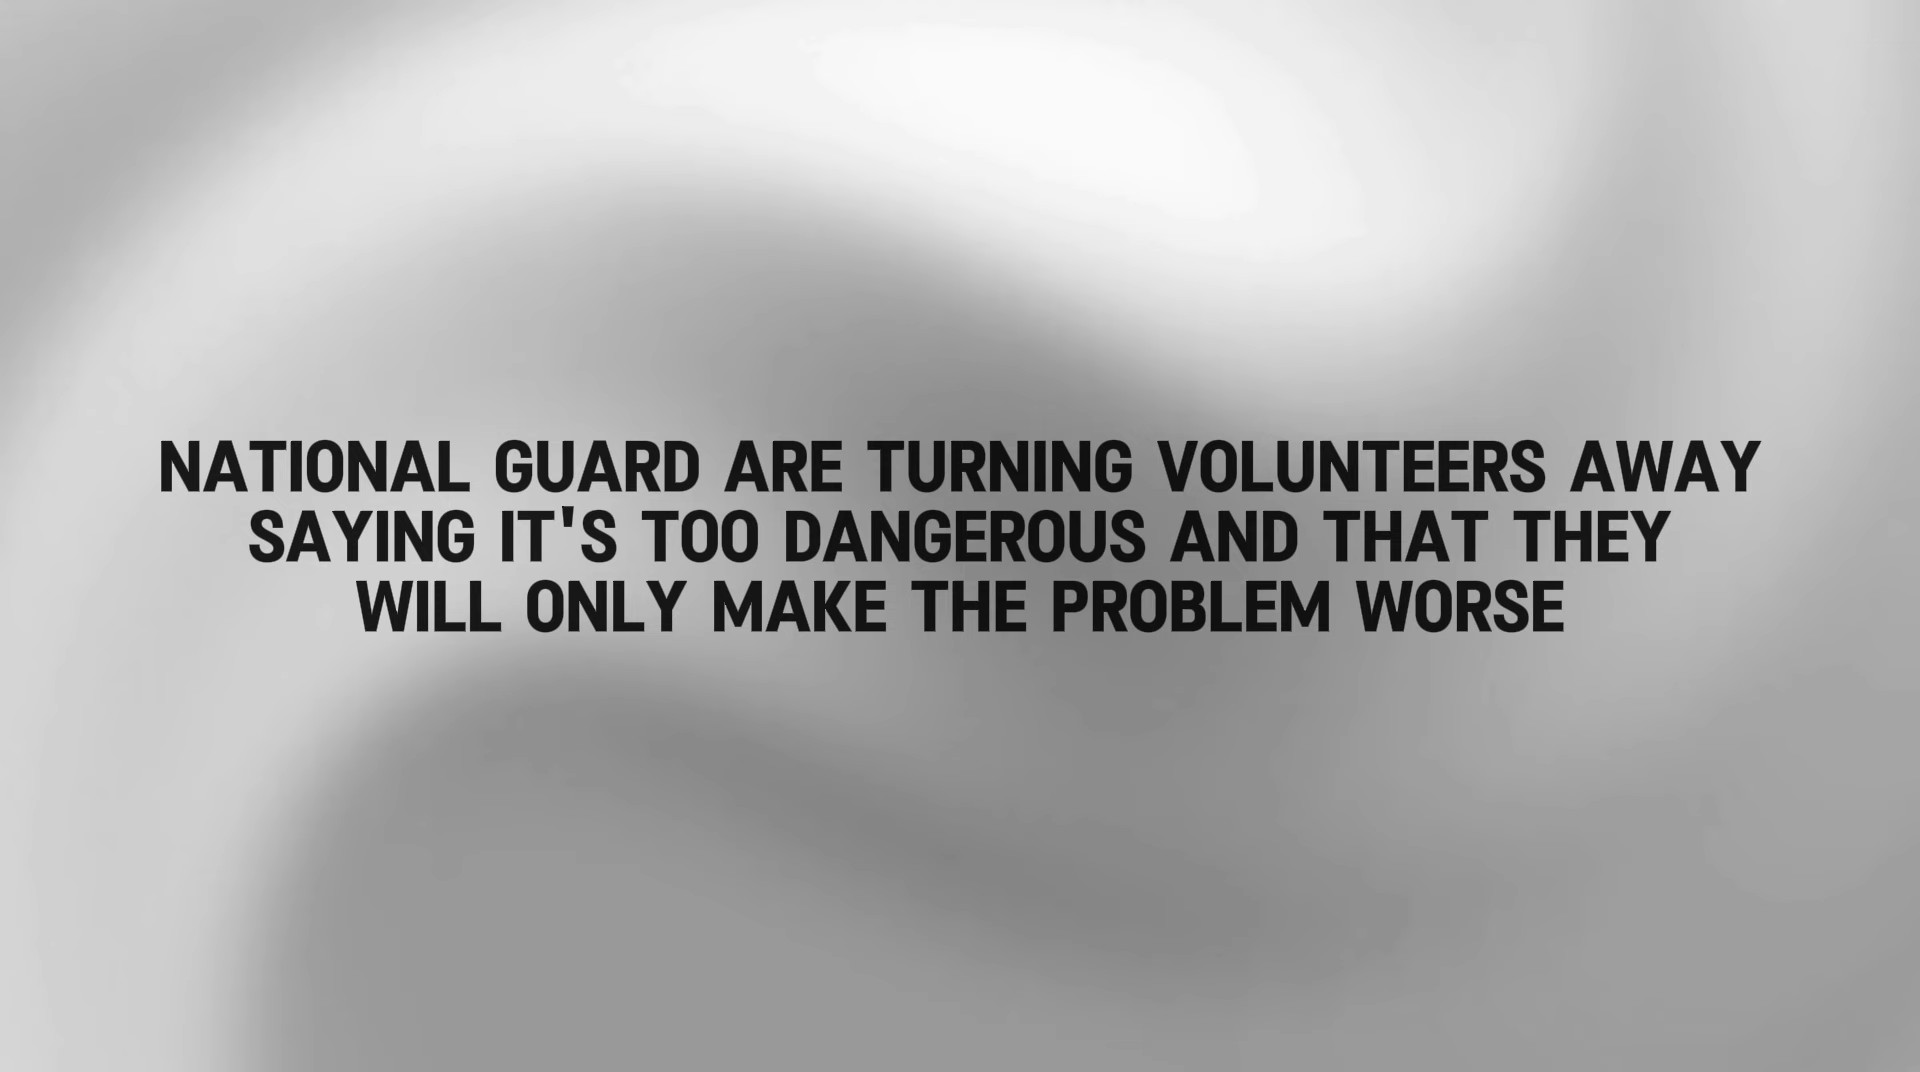 NATIONAL GUARD ARE TURNING VOLUNTEERS AWAY
SAYING IT'S TOO DANGEROUS AND THAT THEY
WILL ONLY MAKE THE PROBLEM WORSE